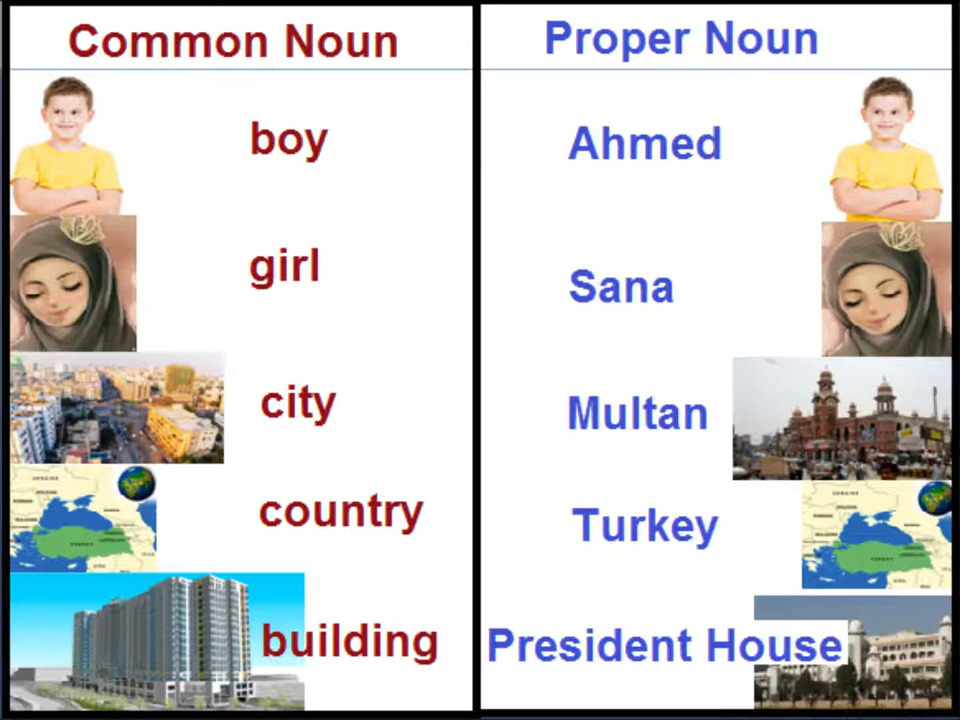 Common Noun
Proper Noun
boy
Ahmed
girl
Sana
city
Multan
country
Turkey
building
President House